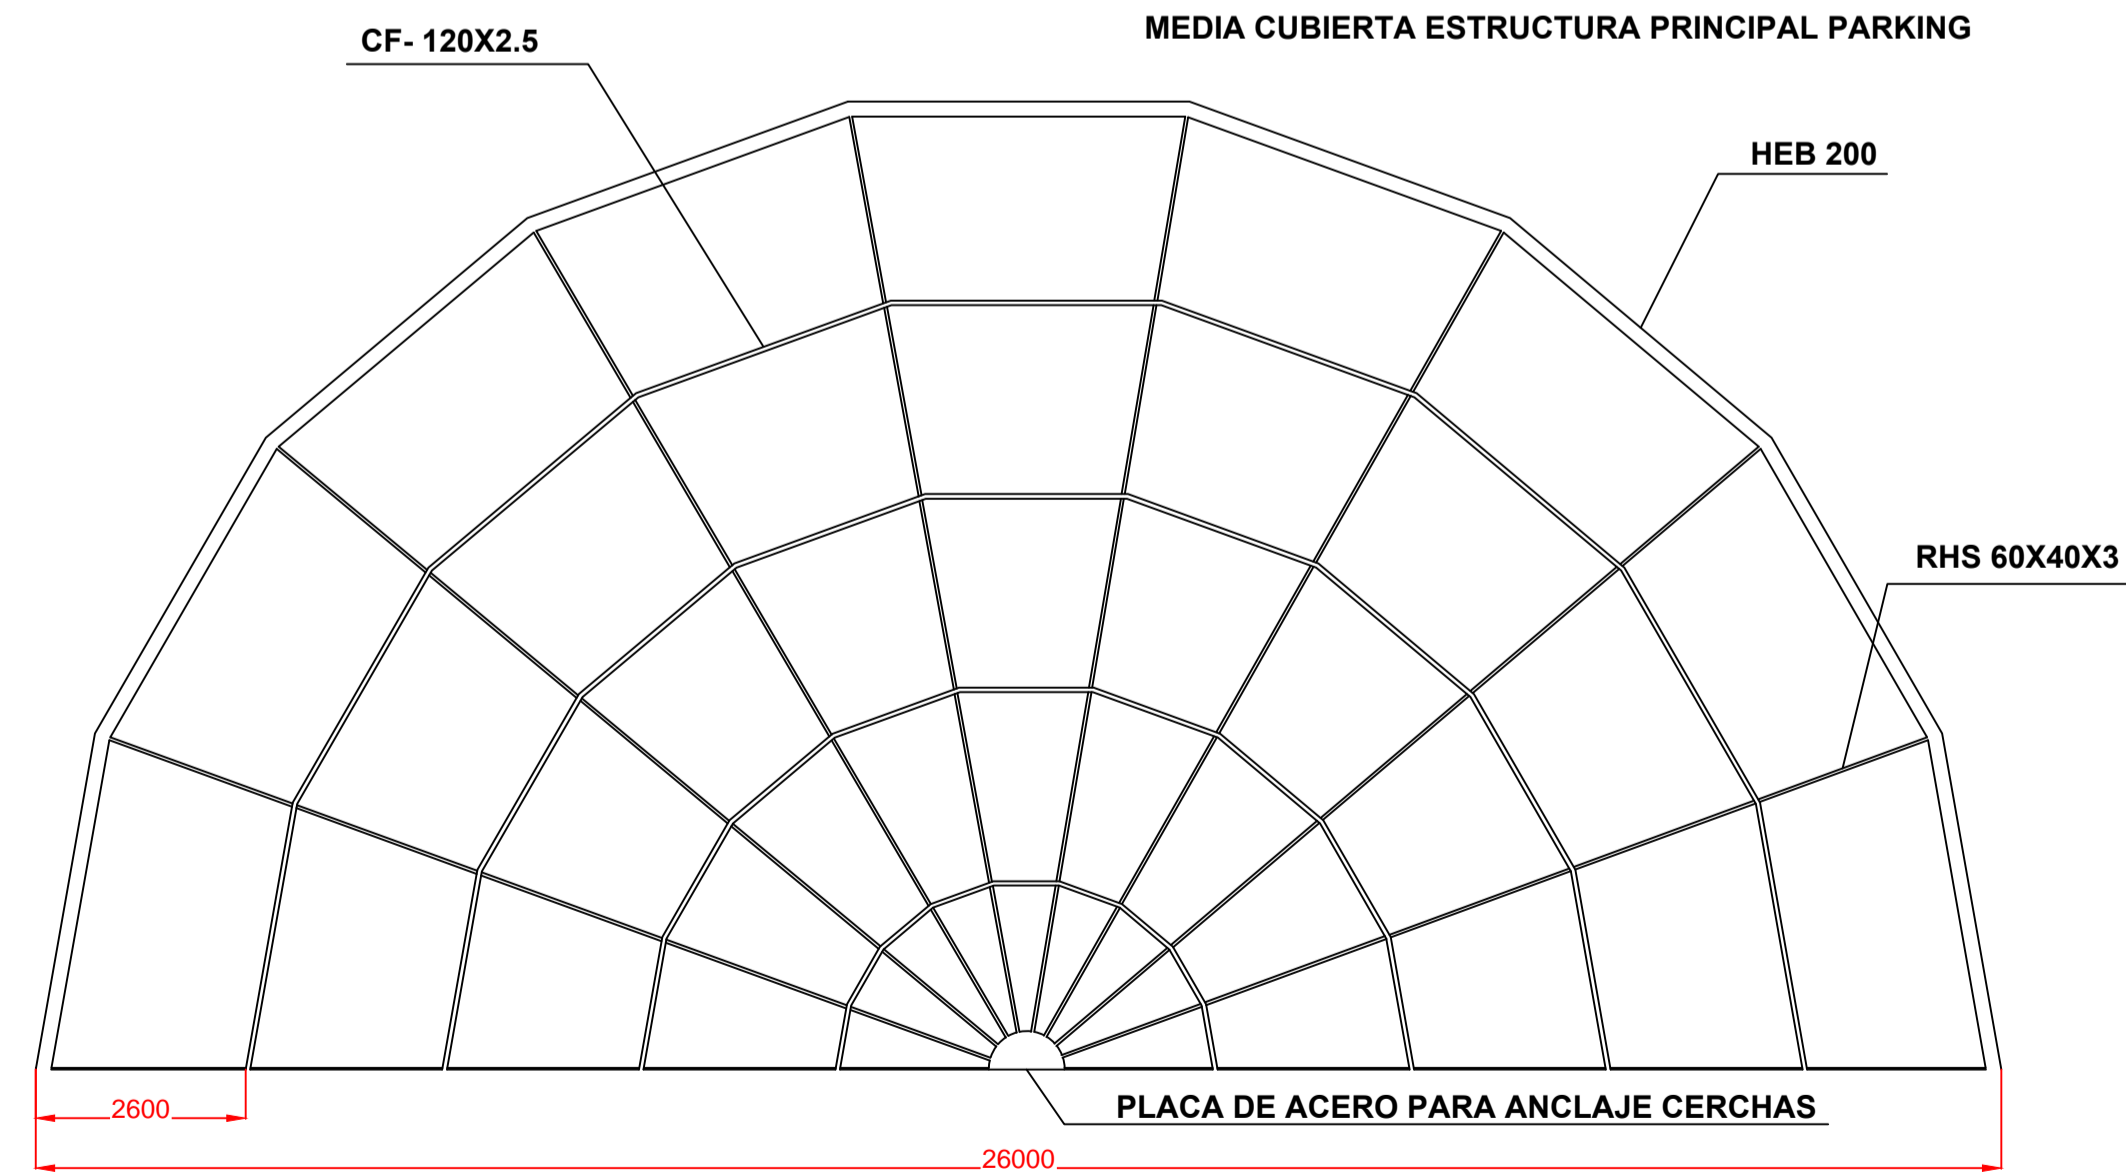 MEDIA CUBIERTA ESTRUCTURA PRINCIPAL PARKING
CF- 120X2.5
HEB 200
RHS 60X40X3
PLACA DE ACERO PARA ANCLAJE CERCHAS
2600
26000